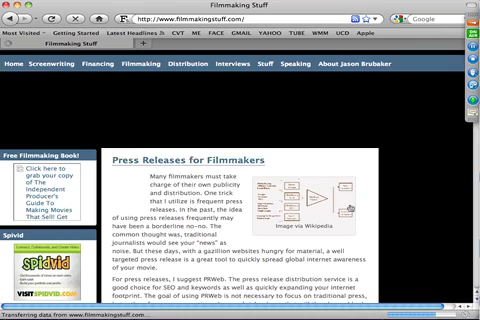 Filmmaking Stuff
http://www.filmmakingstuff.com/
Google
Most Visited
Getting Started
Latest Headlines
CVT
ME
FACE
GMAIL
YAHOO
TUBE
WMM
UCD
Apple
Filmmaking Stuff
Home Screenwriting Financing Filmmaking Distribution Interviews Stuff Speaking About Jason Brubaker
Free Filmmaking Book!
Click here to
grab your copy
of The
Independent
Producer's
Guide To
Making Movies
That Sell! Get
Spivid
spidvid
VISIT SPIDVID.COM
Press Releases for Filmmakers
Many filmmakers must take
charge of their own publicity
and distribution. One trick
that I utilize is frequent press
releases. In the past, the idea
of using press releases frequently may
have been a borderline no-no. The
common thought was, traditional
journalists would see your "news" as
noise. But these days, with a gazillion websites hungry for material, a well
targeted press release is a great tool to quickly spread global internet awareness
of your movie.
Image via Wikipedia
For press releases, I suggest PRWeb. The press release distribution service is a
good choice for SEO and keywords as well as quickly expanding your internet
footprint. The goal of using PRWeb is not necessary to focus on traditional press,
Transferring data from www.filmmakingstuff.com...